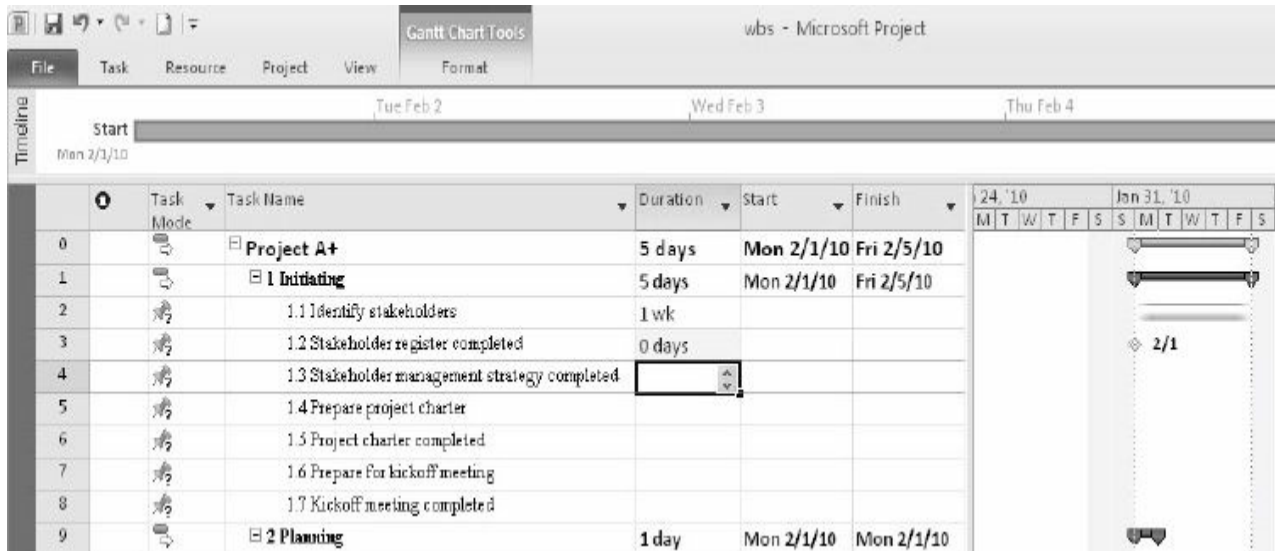 Gantt Chart Tools
wbs - Microsoft Project
File Task Resource Project View Format
Timeline
Tue Feb 2 Wed Feb 3 Thu Feb 4
Start
Mon 2/1/10
Task Mode Task Name Duration Start Finish 24, '10 Jan 31, '10
M T W T F S S M T W T F S
0 Project A+ 5 days Mon 2/1/10 Fri 2/5/10
1 1 Initiating 5 days Mon 2/1/10 Fri 2/5/10
2 1.1 Identify stakeholders 1 wk
3 1.2 Stakeholder register completed 0 days 2/1
4 1.3 Stakeholder management strategy completed
5 1.4 Prepare project charter
6 1.5 Project charter completed
7 1.6 Prepare for kickoff meeting
8 1.7 Kickoff meeting completed
9 2 Planning 1 day Mon 2/1/10 Mon 2/1/10